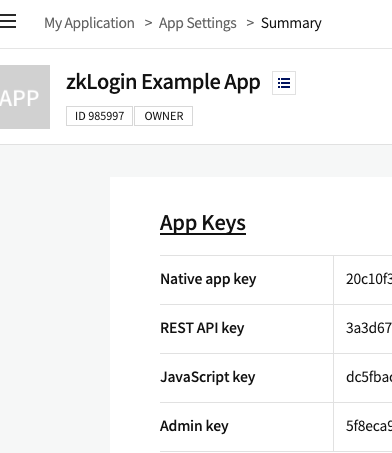 My Application > App Settings > Summary
APP
zkLogin Example App
ID 985997 OWNER
App Keys
Native app key 20c10f3
REST API key 3a3d67
JavaScript key dc5fba
Admin key 5f8eca9